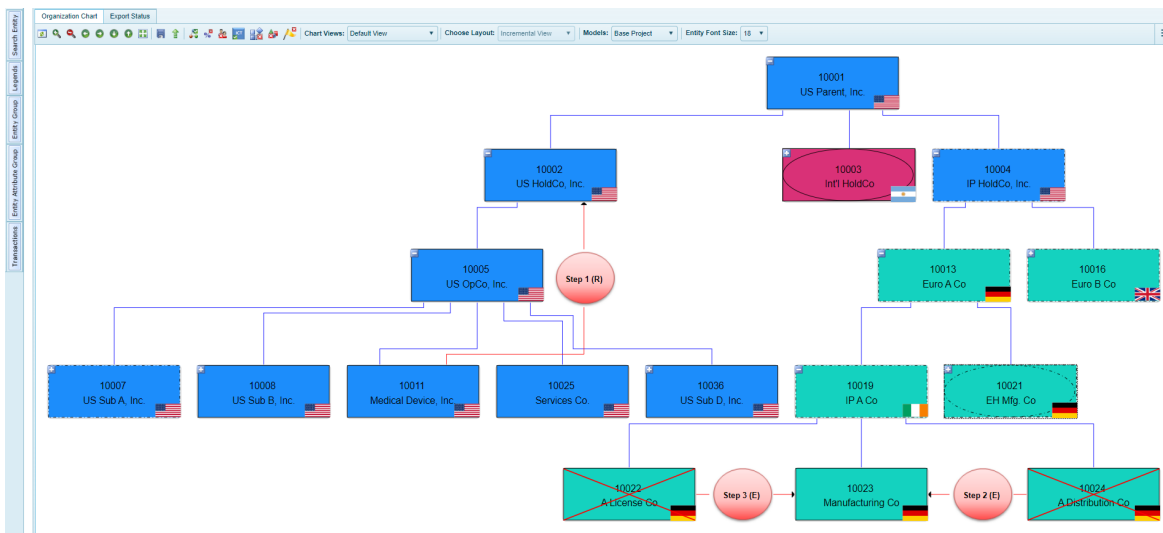 Organization Chart Export Status
Chart Views: Default View Choose Layout: Incremental View Models: Base Project Entity Font Size: 18
Search Entity
Legends
Entity Group
Entity Attribute Group
Transactions
10001
US Parent, Inc.
10002
US HoldCo, Inc.
10003
Int'l HoldCo
10004
IP HoldCo, Inc.
10005
US OpCo, Inc.
Step 1 (R)
10013
Euro A Co
10016
Euro B Co
10007
US Sub A, Inc.
10008
US Sub B, Inc.
10011
Medical Device, Inc.
10025
Services Co.
10036
US Sub D, Inc.
10019
IP A Co
10021
EH Mfg. Co
10022
A License Co
Step 3 (E)
10023
Manufacturing Co
Step 2 (E)
10024
A Distribution Co